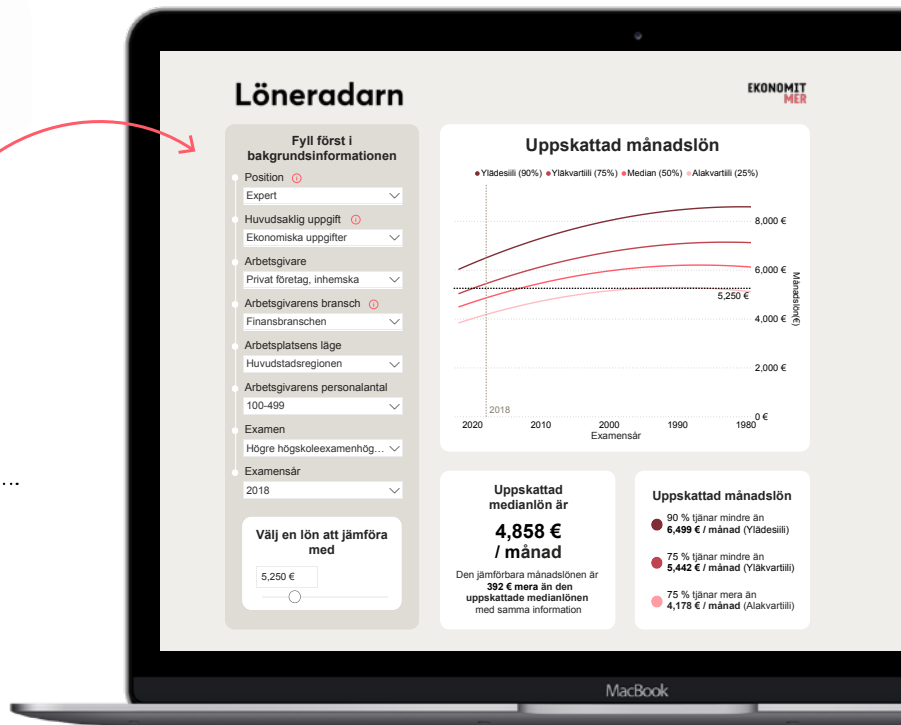 Löneradarn
EKONOMIT
MER
Fyll först i
bakgrundsinformationen
Position
Expert
Huvudsaklig uppgift
Ekonomiska uppgifter
Arbetsgivare
Privat företag, inhemska
Arbetsgivarens bransch
Finansbranschen
Arbetsplatsens läge
Huvudstadsregionen
Arbetsgivarens personalantal
100-499
Examen
Högre högskoleexamenhög…
Examensår
2018
…
Välj en lön att jämföra
med
5,250 €
Uppskattad månadslön
Ylädesiili (90%) Yläkvartiili (75%) Median (50%) Alakvartiili (25%)
8,000 €
6,000 €
5,250 €
4,000 €
2,000 €
0 €
Månadslön(€)
2018
2020 2010 2000 1990 1980
Examensår
Uppskattad
medianlön är
4,858 €
/ månad
Den jämförbara månadslönen är
392 € mera än den
uppskattade medianlönen
med samma information
Uppskattad månadslön
90 % tjänar mindre än
6,499 € / månad (Ylädesiili)
75 % tjänar mindre än
5,442 € / månad (Yläkvartiili)
75 % tjänar mera än
4,178 € / månad (Alakvartiili)
MacBook